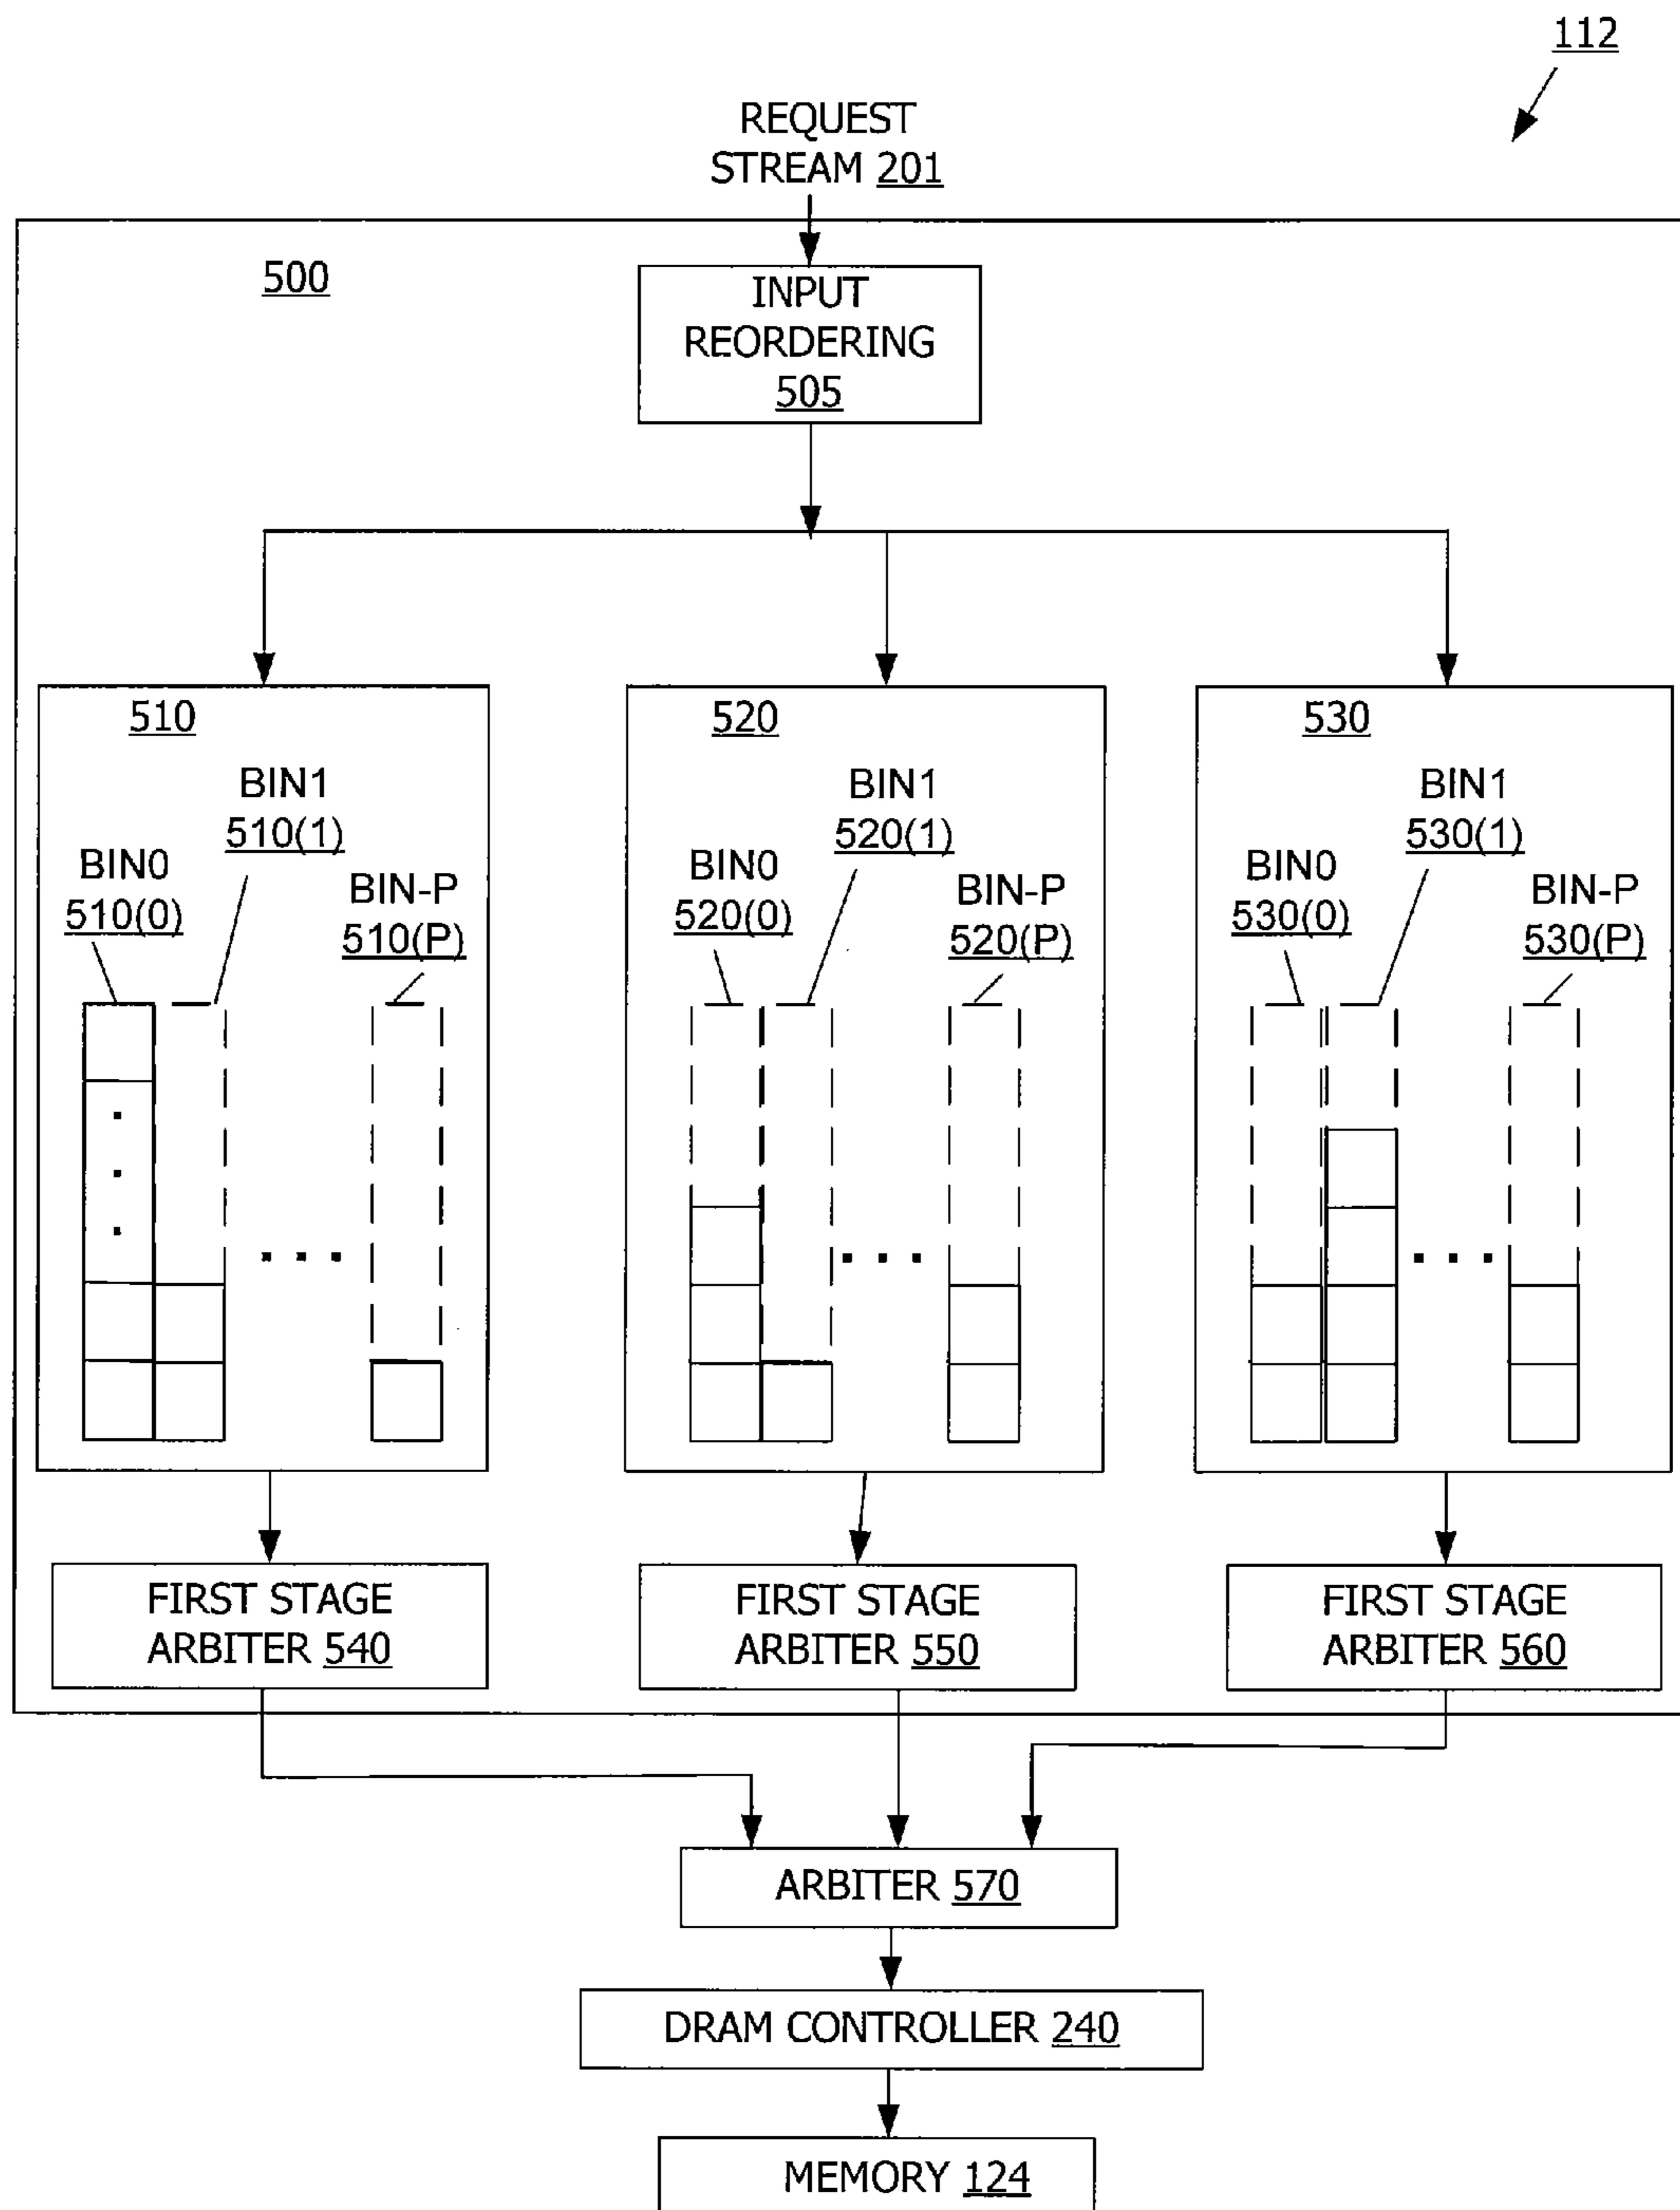 112
REQUEST
STREAM 201
500
INPUT
REORDERING
505
510
BIN1
510(1)
BIN0
510(0)
BIN-P
510(P)
520
BIN1
520(1)
BIN0
520(0)
BIN-P
520(P)
530
BIN1
530(1)
BIN0
530(0)
BIN-P
530(P)
FIRST STAGE
ARBITER 540
FIRST STAGE
ARBITER 550
FIRST STAGE
ARBITER 560
ARBITER 570
DRAM CONTROLLER 240
MEMORY 124